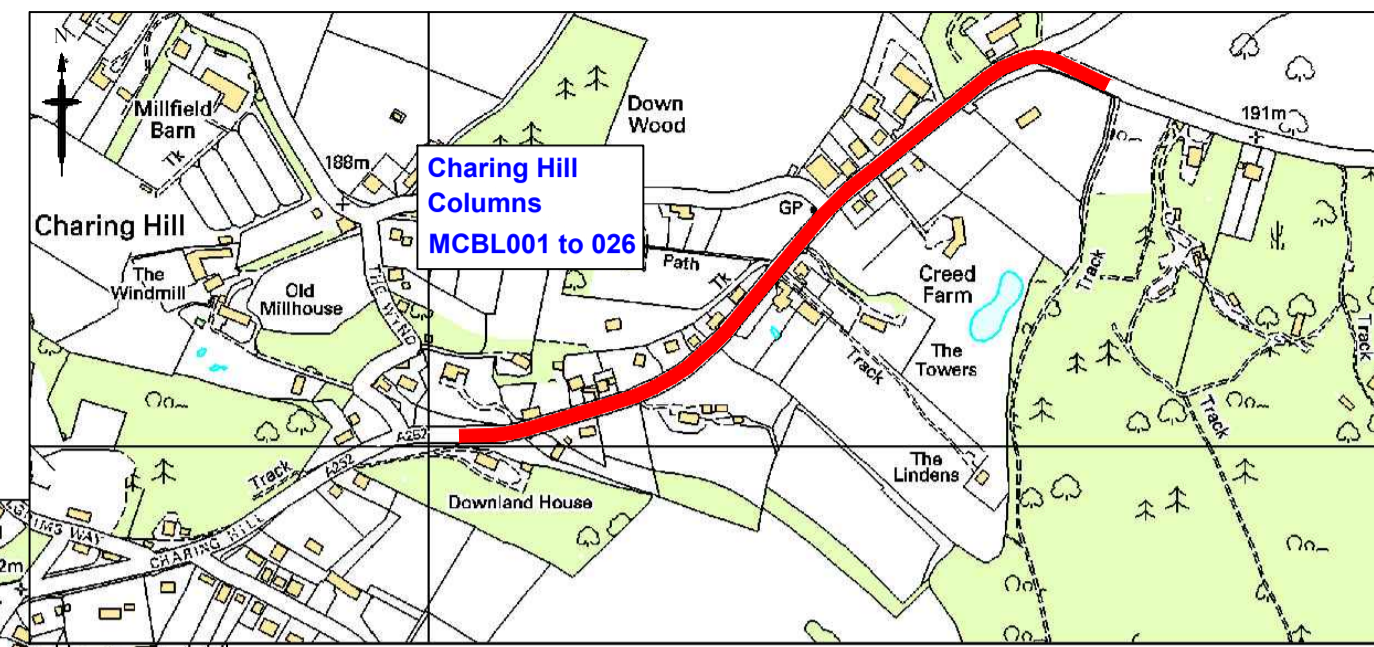 N
Millfield
Barn
Tk
Down
Wood
191m
188m
Charing Hill
Columns
MCBL001 to 026
GP
Charing Hill
Path
Tk
The
Windmill
Old
Millhouse
THE WYND
Creed
Farm
Track
Track
The
Towers
Track
Track
A252
A252
Track
The
Lindens
Downland House
CHARING HILL
GRIMS WAY
2m